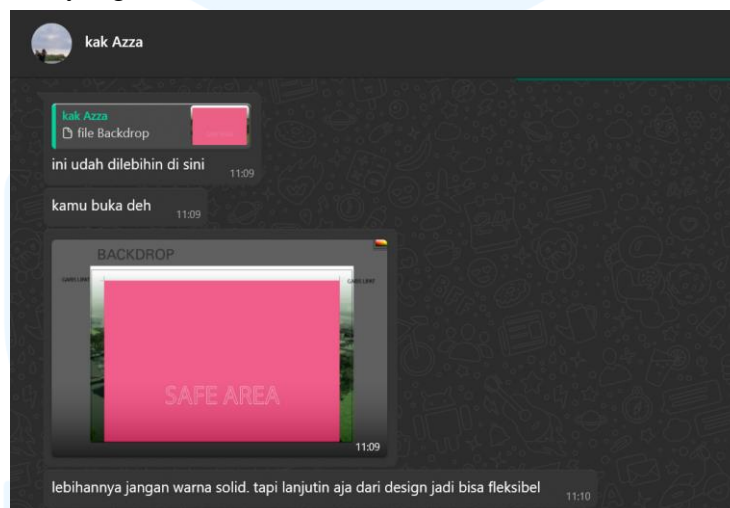 kak Azza
kak Azza
file Backdrop
ini udah dilebihin di sini
11:09
kamu buka deh
11:09
BACKDROP
SAFE AREA
11:09
lebihannya jangan warna solid. tapi lanjutin aja dari design jadi bisa fleksibel
11:10